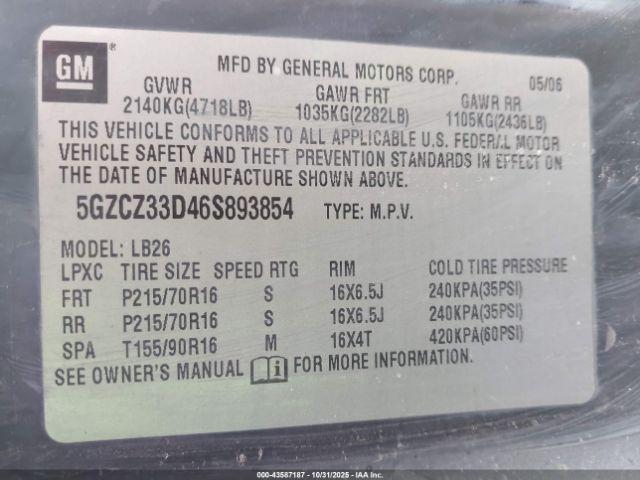 GM
MFD BY GENERAL MOTORS CORP. 05/06
GVWR GAWR FRT GAWR RR
2140KG(4718LB) 1035KG(2282LB) 1105KG(2436LB)
THIS VEHICLE CONFORMS TO ALL APPLICABLE U.S. FEDERAL MOTOR
VEHICLE SAFETY AND THEFT PREVENTION STANDARDS IN EFFECT ON
THE DATE OF MANUFACTURE SHOWN ABOVE.
5GZCZ33D46S893854 TYPE: M.P.V.
MODEL: LB26
LPXC TIRE SIZE SPEED RTG RIM COLD TIRE PRESSURE
FRT P215/70R16 S 16X6.5J 240KPA(35PSI)
RR P215/70R16 S 16X6.5J 240KPA(35PSI)
SPA T155/90R16 M 16X4T 420KPA(60PSI)
SEE OWNER'S MANUAL FOR MORE INFORMATION.
000-43587187 - 10/31/2025 - Copyright IAA, LLC